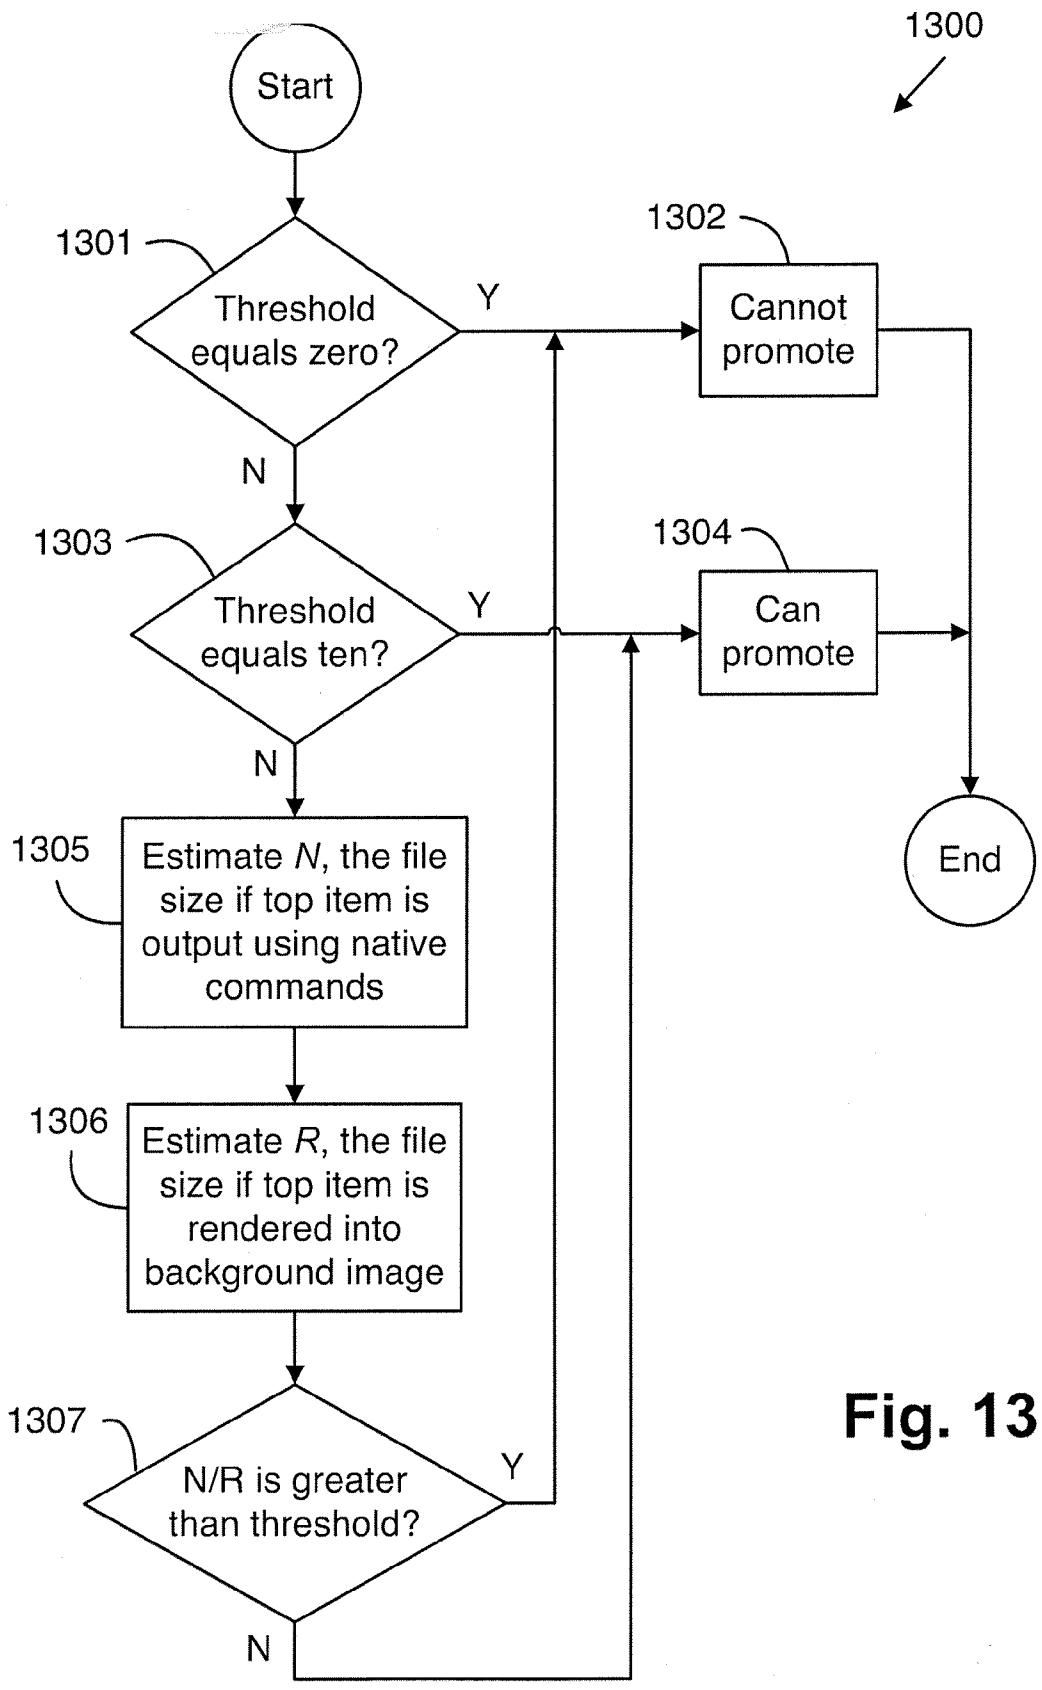 1300
Start
1301
Threshold
equals zero?
Y
1302
Cannot
promote
N
1303
Threshold
equals ten?
Y
1304
Can
promote
N
1305
Estimate N, the file
size if top item is
output using native
commands
End
1306
Estimate R, the file
size if top item is
rendered into
background image
1307
N/R is greater
than threshold?
Y
N
Fig. 13